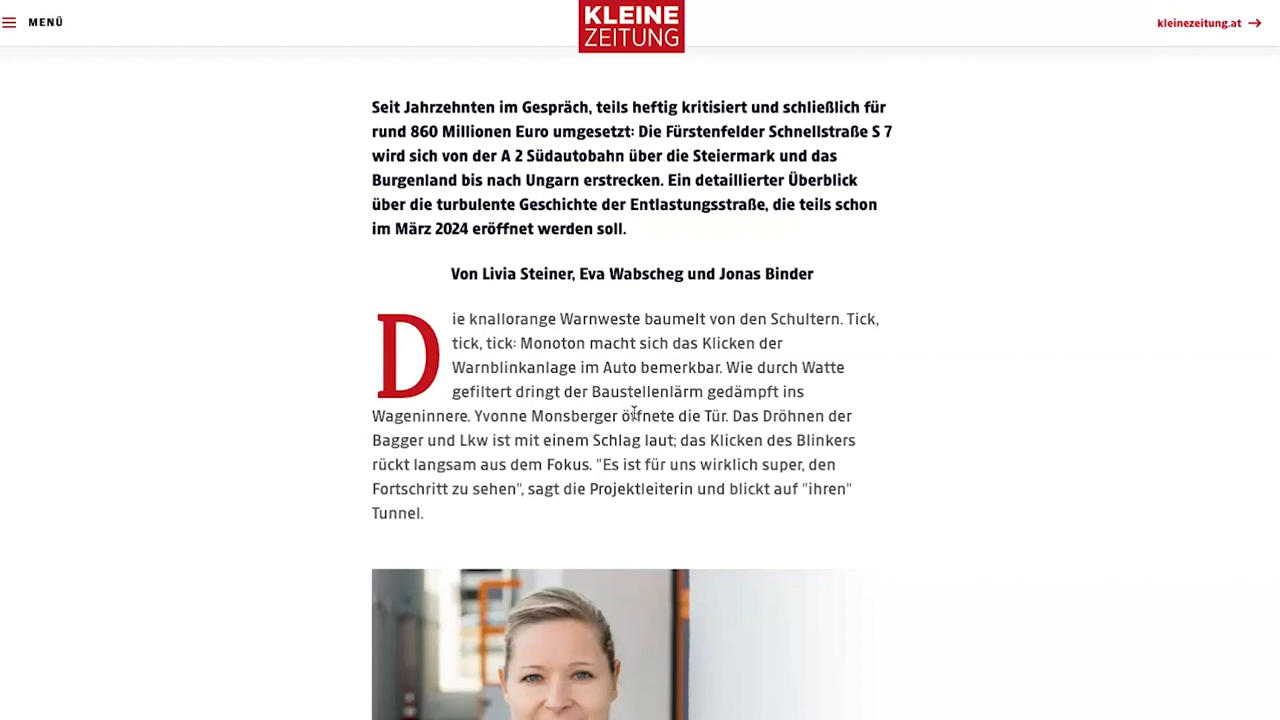 MENÜ
KLEINE
ZEITUNG
kleinezeitung.at →
Seit Jahrzehnten im Gespräch, teils heftig kritisiert und schließlich für
rund 860 Millionen Euro umgesetzt: Die Fürstenfelder Schnellstraße S 7
wird sich von der A 2 Südautobahn über die Steiermark und das
Burgenland bis nach Ungarn erstrecken. Ein detaillierter Überblick
über die turbulente Geschichte der Entlastungsstraße, die teils schon
im März 2024 eröffnet werden soll.
Von Livia Steiner, Eva Wabscheg und Jonas Binder
Die knallorange Warnweste baumelt von den Schultern. Tick,
tick, tick: Monoton macht sich das Klicken der
Warnblinkanlage im Auto bemerkbar. Wie durch Watte
gefiltert dringt der Baustellenlärm gedämpft ins
Wageninnere. Yvonne Monsberger öffnete die Tür. Das Dröhnen der
Bagger und Lkw ist mit einem Schlag laut; das Klicken des Blinkers
rückt langsam aus dem Fokus. "Es ist für uns wirklich super, den
Fortschritt zu sehen", sagt die Projektleiterin und blickt auf "ihren"
Tunnel.